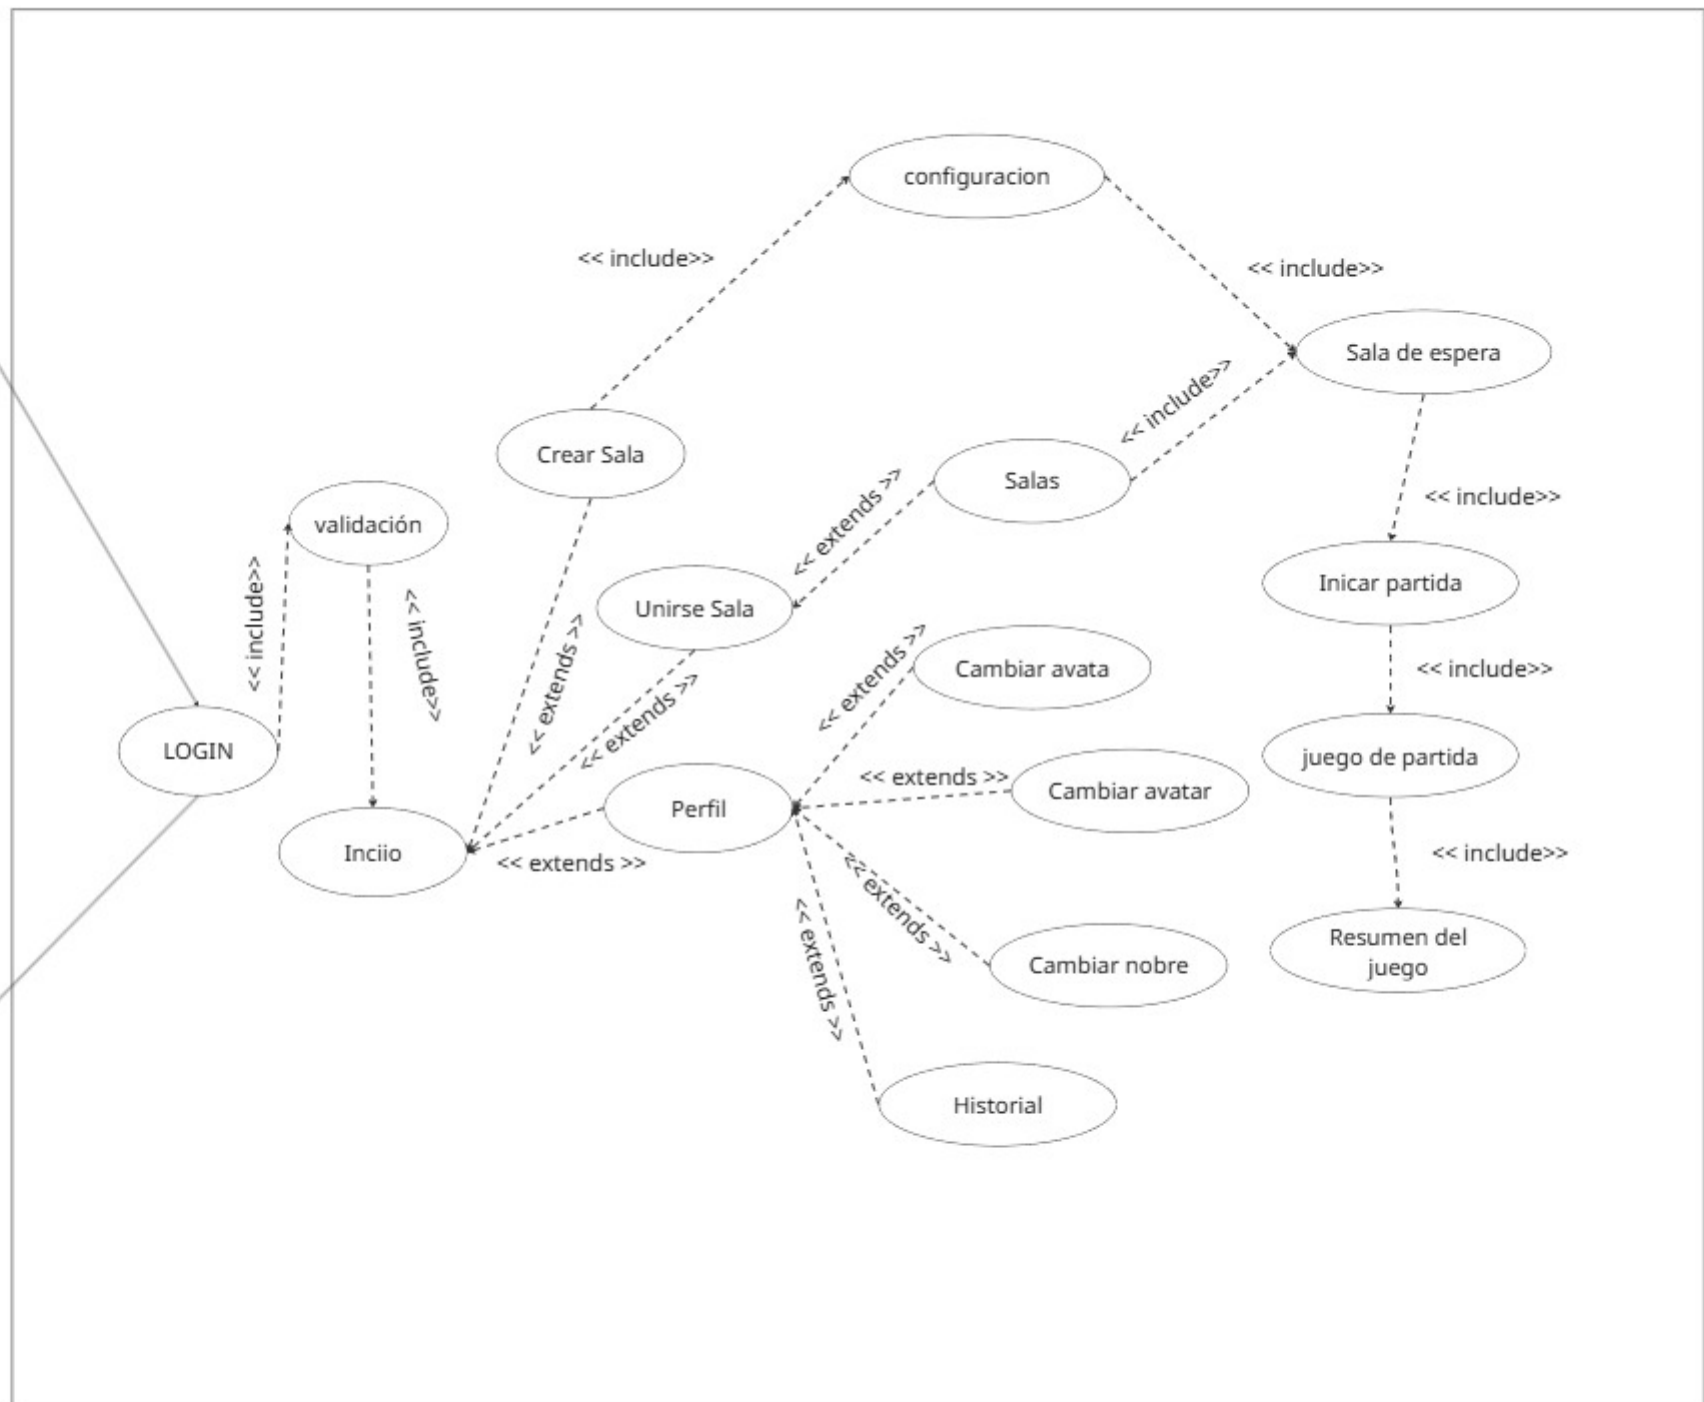 configuracion
<< include>>
<< include>>
Sala de espera
<< include>>
Crear Sala
Salas
<< extends >>
<< include>>
validación
<< include>>
<< include>>
Unirse Sala
Inicar partida
<< extends >>
<< extends >>
<< extends >>
Cambiar avata
<< include>>
LOGIN
juego de partida
<< extends >>
Cambiar avatar
Perfil
Inciio
<< extends >>
<< include>>
<< extends >>
<< extends >>
Cambiar nobre
Resumen del
juego
Historial